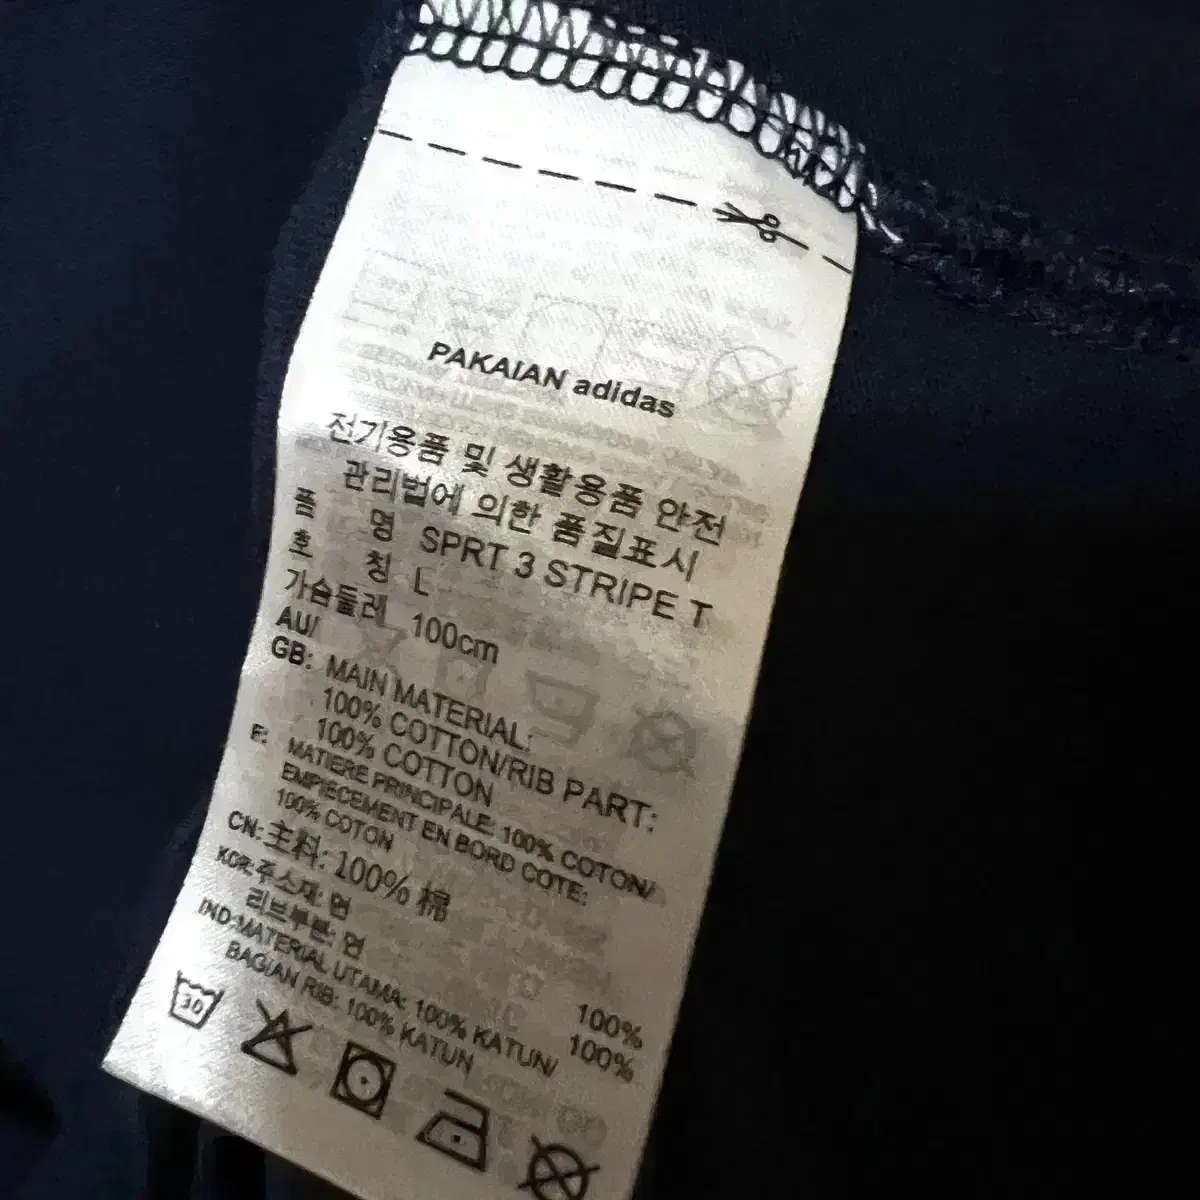 PAKAIAN adidas
전기용품 및 생활용품 안전
관리법에 의한 품질표시
품 명 SPRT 3 STRIPE T
호 칭 L
가슴둘레 100cm
AU/
GB: MAIN MATERIAL:
100% COTTON/RIB PART:
100% COTTON
F: MATIERE PRINCIPALE: 100% COTON/
EMPIECEMENT EN BORD COTE:
100% COTON
CN: 主料: 100% 棉
KOR: 주소재: 면 100%
리브부분: 면 100%
IND: MATERIAL UTAMA: 100% KATUN/
BAGIAN RIB: 100% KATUN
30